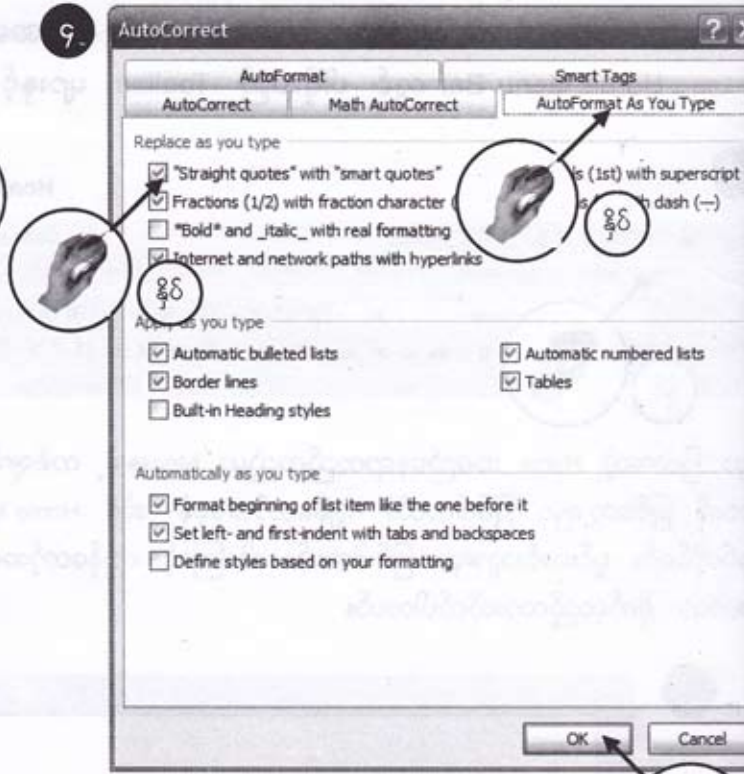 ၄
AutoCorrect
AutoFormat Smart Tags
AutoCorrect Math AutoCorrect AutoFormat As You Type
Replace as you type
"Straight quotes" with "smart quotes" (1st) with superscript
Fractions (1/2) with fraction character ( dash (—)
*Bold* and _italic_ with real formatting နှိပ်
Internet and network paths with hyperlinks
နှိပ်
Apply as you type
Automatic bulleted lists Automatic numbered lists
Border lines Tables
Built-in Heading styles
Automatically as you type
Format beginning of list item like the one before it
Set left- and first-indent with tabs and backspaces
Define styles based on your formatting
OK Cancel